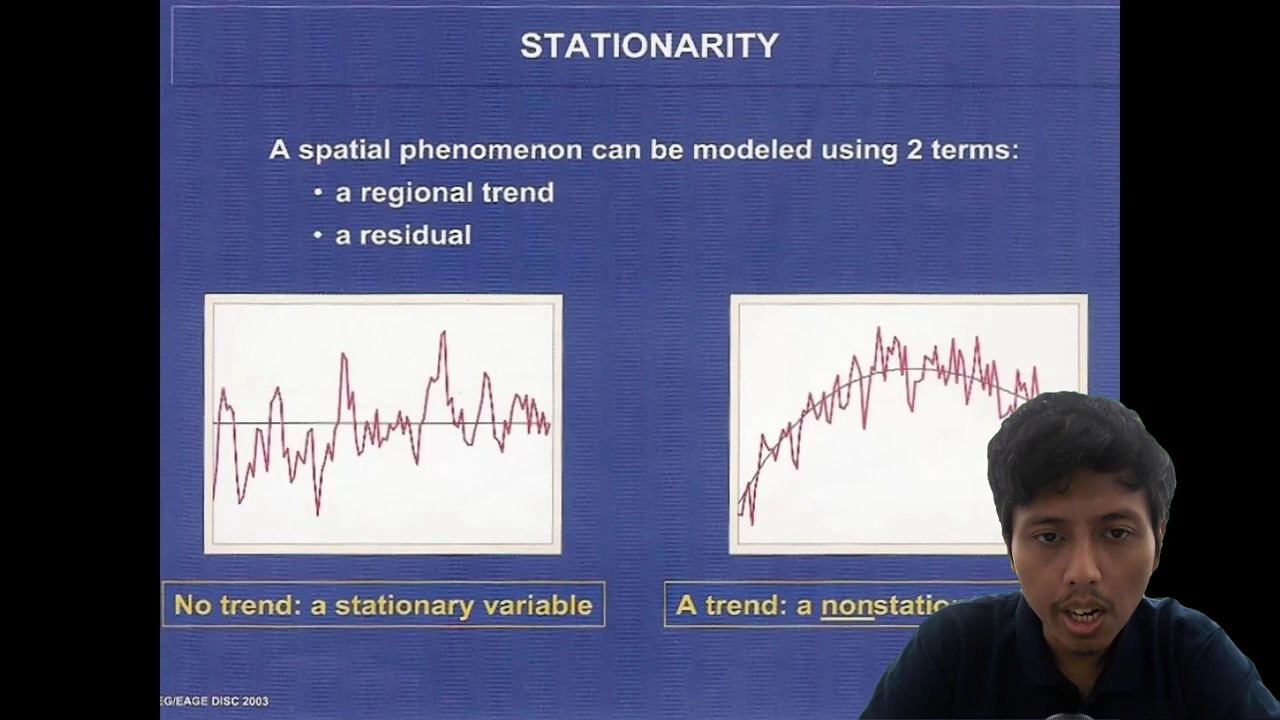 STATIONARITY
A spatial phenomenon can be modeled using 2 terms:
• a regional trend
• a residual
No trend: a stationary variable
A trend: a nonstatio
EG/EAGE DISC 2003